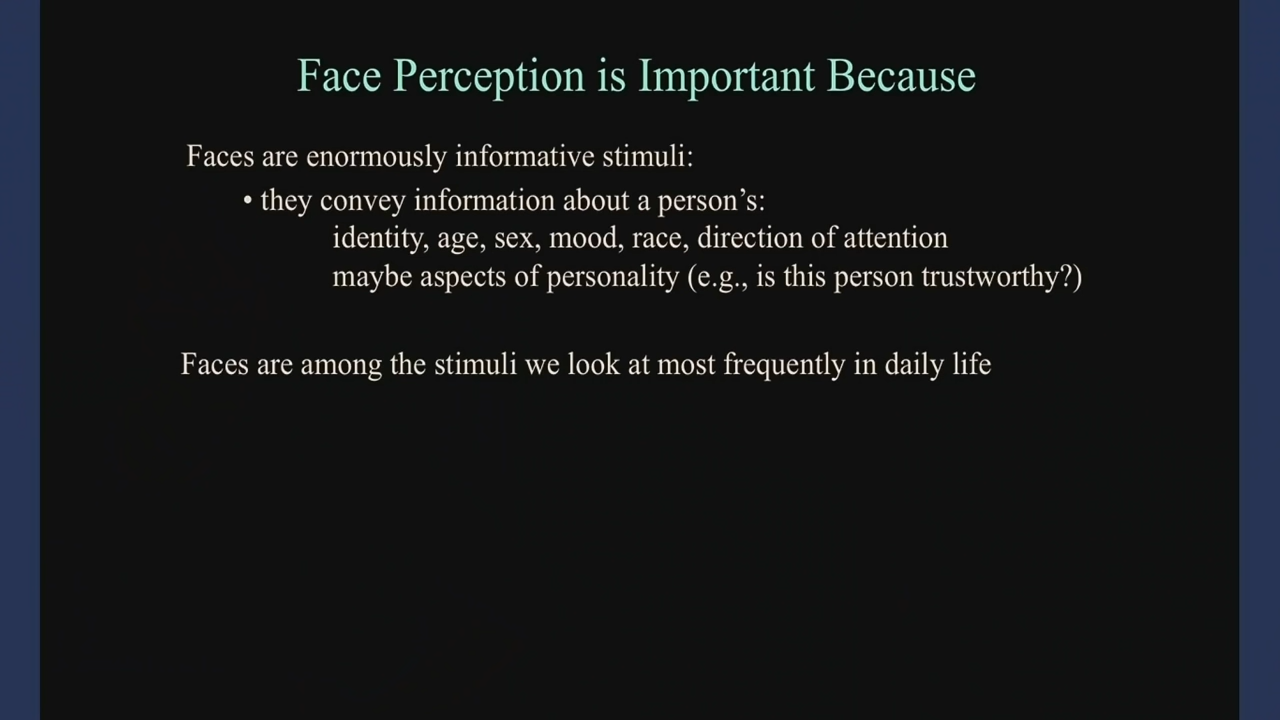 Face Perception is Important Because
Faces are enormously informative stimuli:
• they convey information about a person’s:
identity, age, sex, mood, race, direction of attention
maybe aspects of personality (e.g., is this person trustworthy?)
Faces are among the stimuli we look at most frequently in daily life